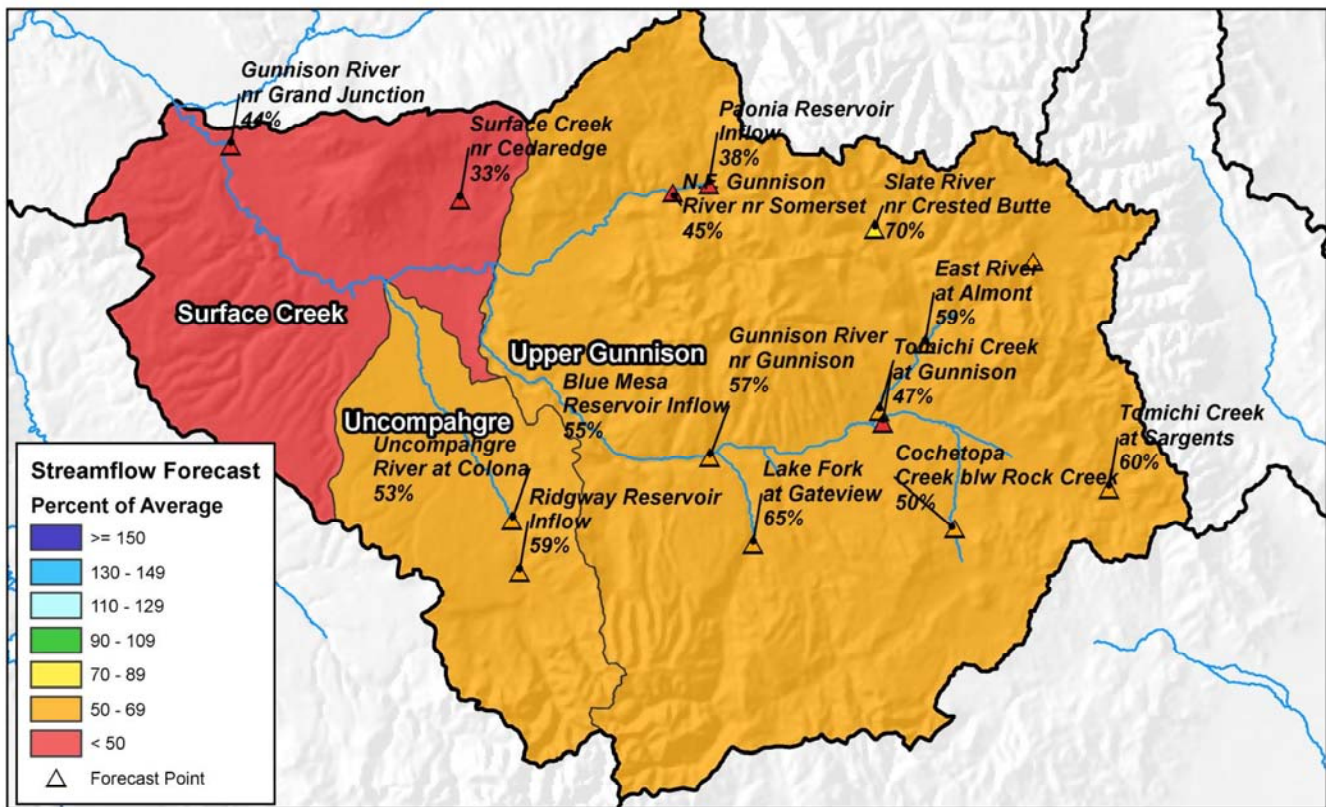 Gunnison River
nr Grand Junction
44%
Surface Creek
nr Cedaredge
33%
Paonia Reservoir
Inflow
38%
N.F. Gunnison
River nr Somerset
45%
Slate River
nr Crested Butte
70%
East River
at Almont
59%
Surface Creek
Upper Gunnison
Gunnison River
nr Gunnison
57%
Tomichi Creek
at Gunnison
47%
Blue Mesa
Reservoir Inflow
55%
Uncompahgre
Uncompahgre
River at Colona
53%
Ridgway Reservoir
Inflow
59%
Lake Fork
at Gateview
65%
Cochetopa
Creek blw Rock Creek
50%
Tomichi Creek
at Sargents
60%
Streamflow Forecast
Percent of Average
>= 150
130 - 149
110 - 129
90 - 109
70 - 89
50 - 69
< 50
Forecast Point